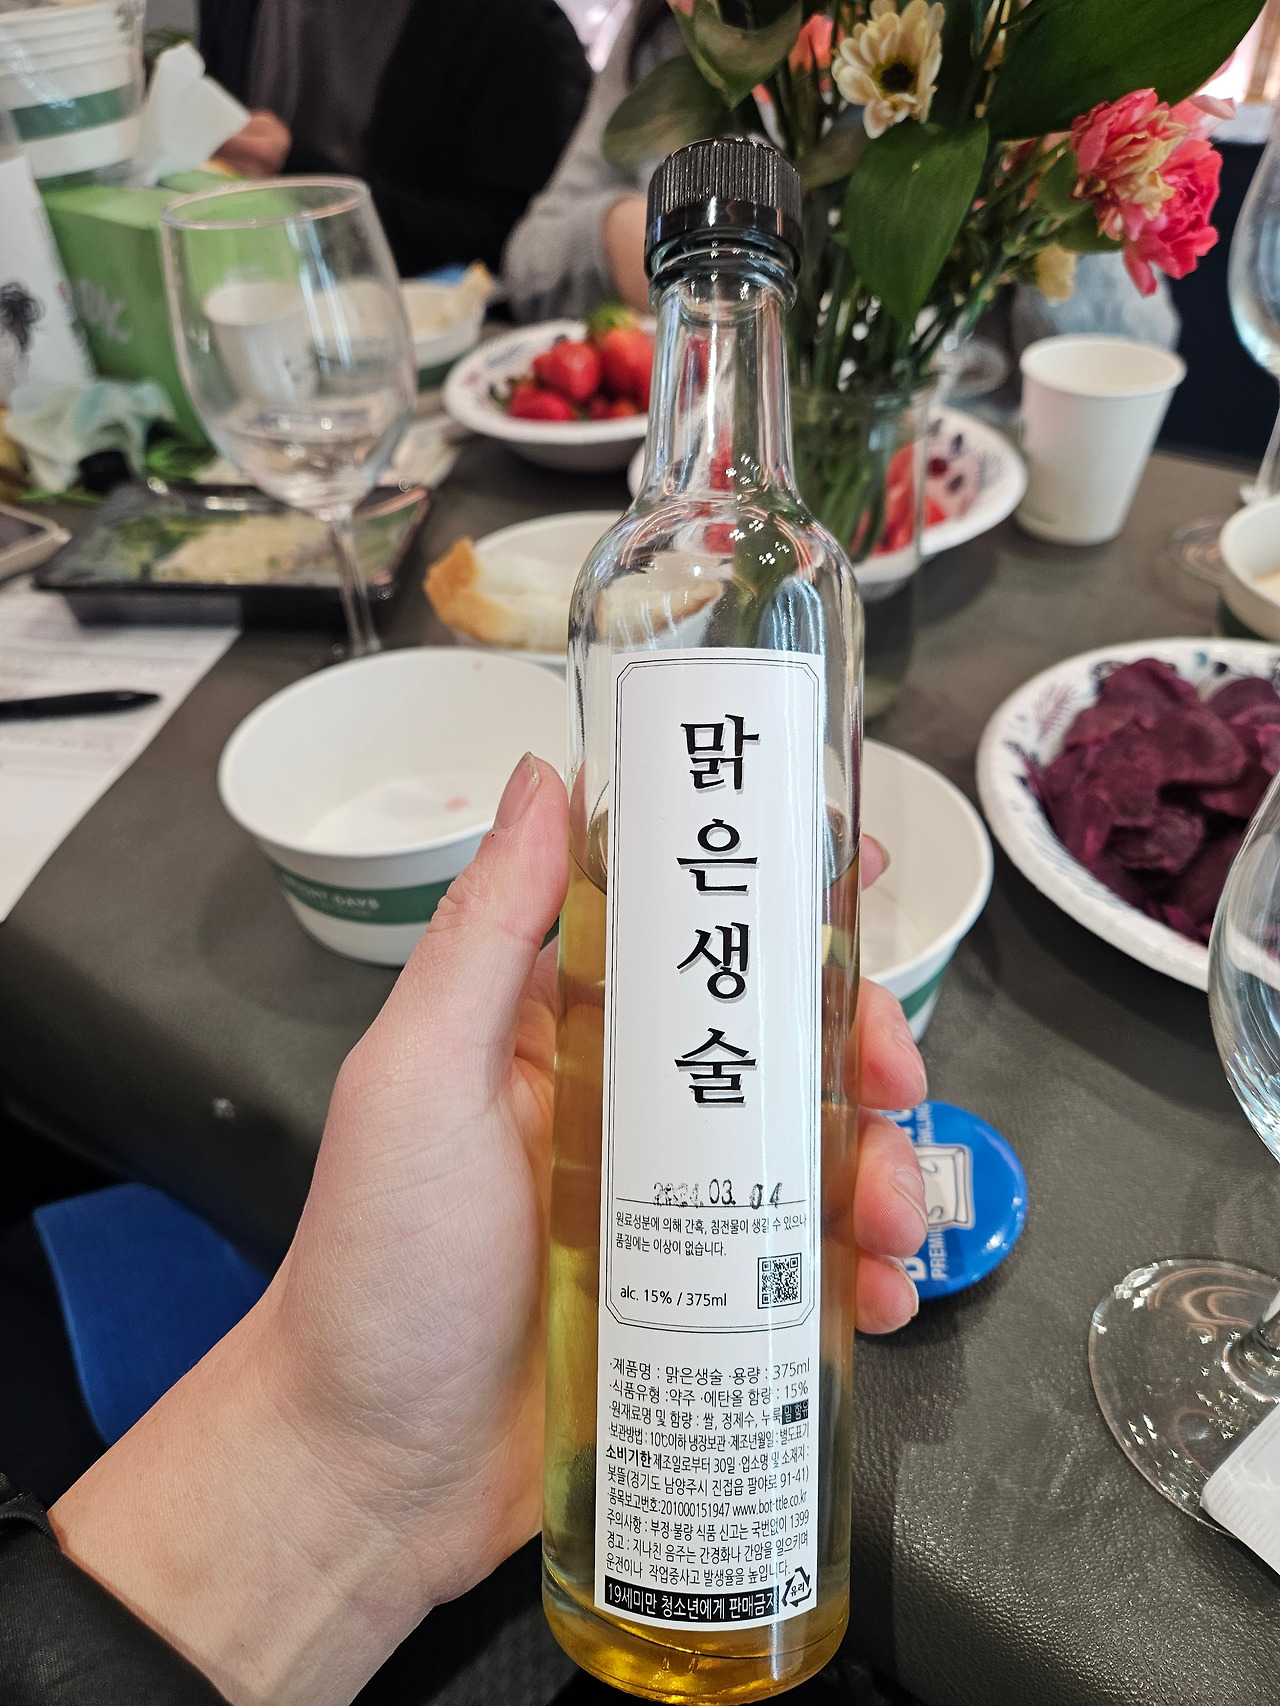 맑은생술
2024. 03. 04
원료성분에 의해 간혹, 침전물이 생길 수 있으나
품질에는 이상이 없습니다.
alc. 15% / 375ml
·제품명 : 맑은생술 ·용량 : 375ml
·식품유형 :약주 ·에탄올 함량 : 15%
·원재료명 및 함량 : 쌀, 정제수, 누룩 밀 함유
·보관방법 : 10℃이하 냉장보관 ·제조년월일 : 별도표기
소비기한 제조일로부터 30일 ·업소명 및 소재지 :
봇뜰(경기도 남양주시 진접읍 팔야로 91-41)
·품목보고번호:201000151947 www.bot-ttle.co.kr
주의사항 : 부정·불량 식품 신고는 국번없이 1399
경고 : 지나친 음주는 간경화나 간암을 일으키며
운전이나 작업중사고 발생율을 높입니다.
19세미만 청소년에게 판매금지
유리
DAYS
PREMI